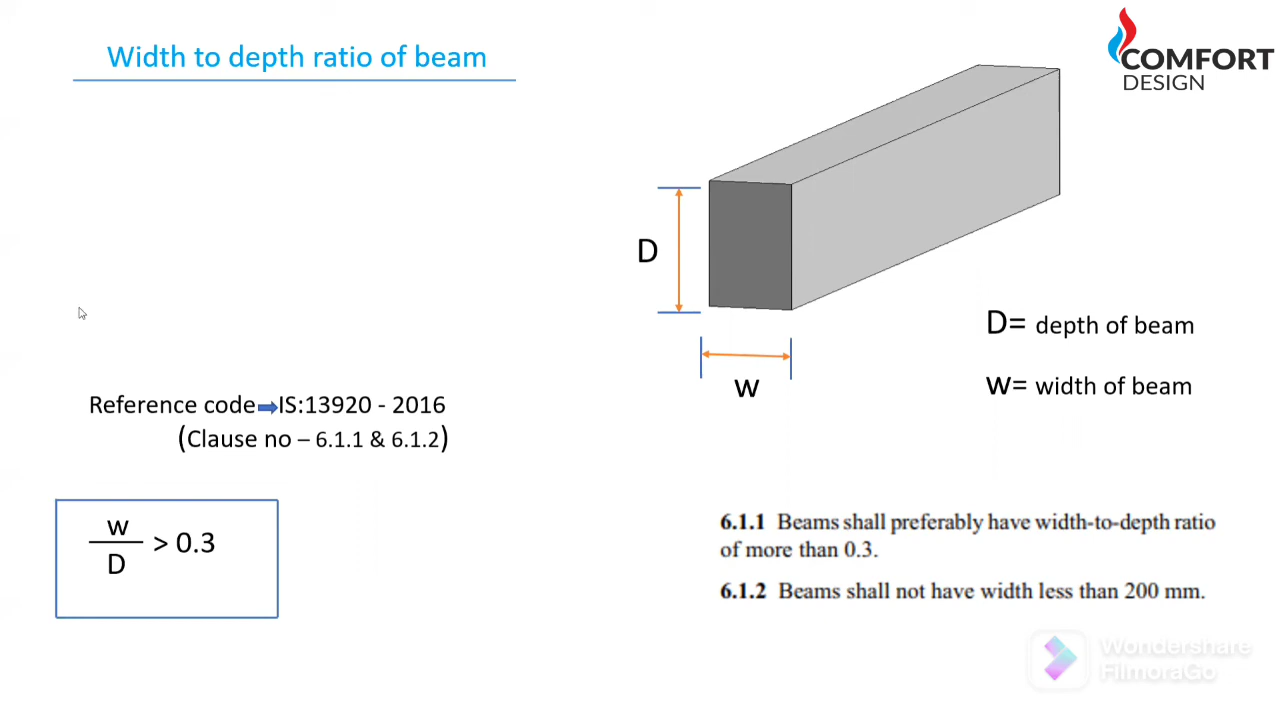 Width to depth ratio of beam
COMFORT
DESIGN
D
W
D= depth of beam
W= width of beam
Reference code IS:13920 - 2016
(Clause no – 6.1.1 & 6.1.2)
w
D
> 0.3
6.1.1 Beams shall preferably have width-to-depth ratio
of more than 0.3.
6.1.2 Beams shall not have width less than 200 mm.
Wondershare
FilmoraGo